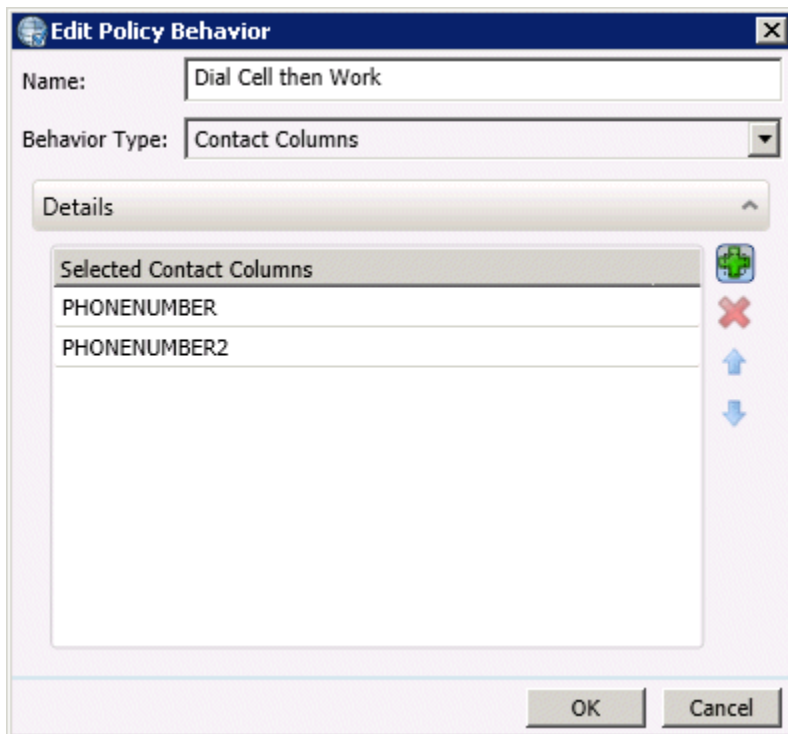 Edit Policy Behavior
Name: Dial Cell then Work
Behavior Type: Contact Columns
Details
Selected Contact Columns
PHONENUMBER
PHONENUMBER2
OK Cancel